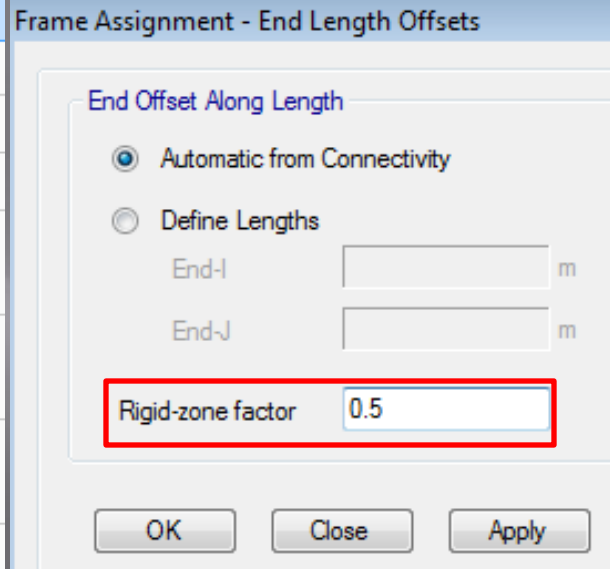 Frame Assignment - End Length Offsets
End Offset Along Length
Automatic from Connectivity
Define Lengths
End-I m
End-J m
Rigid-zone factor 0.5
OK Close Apply